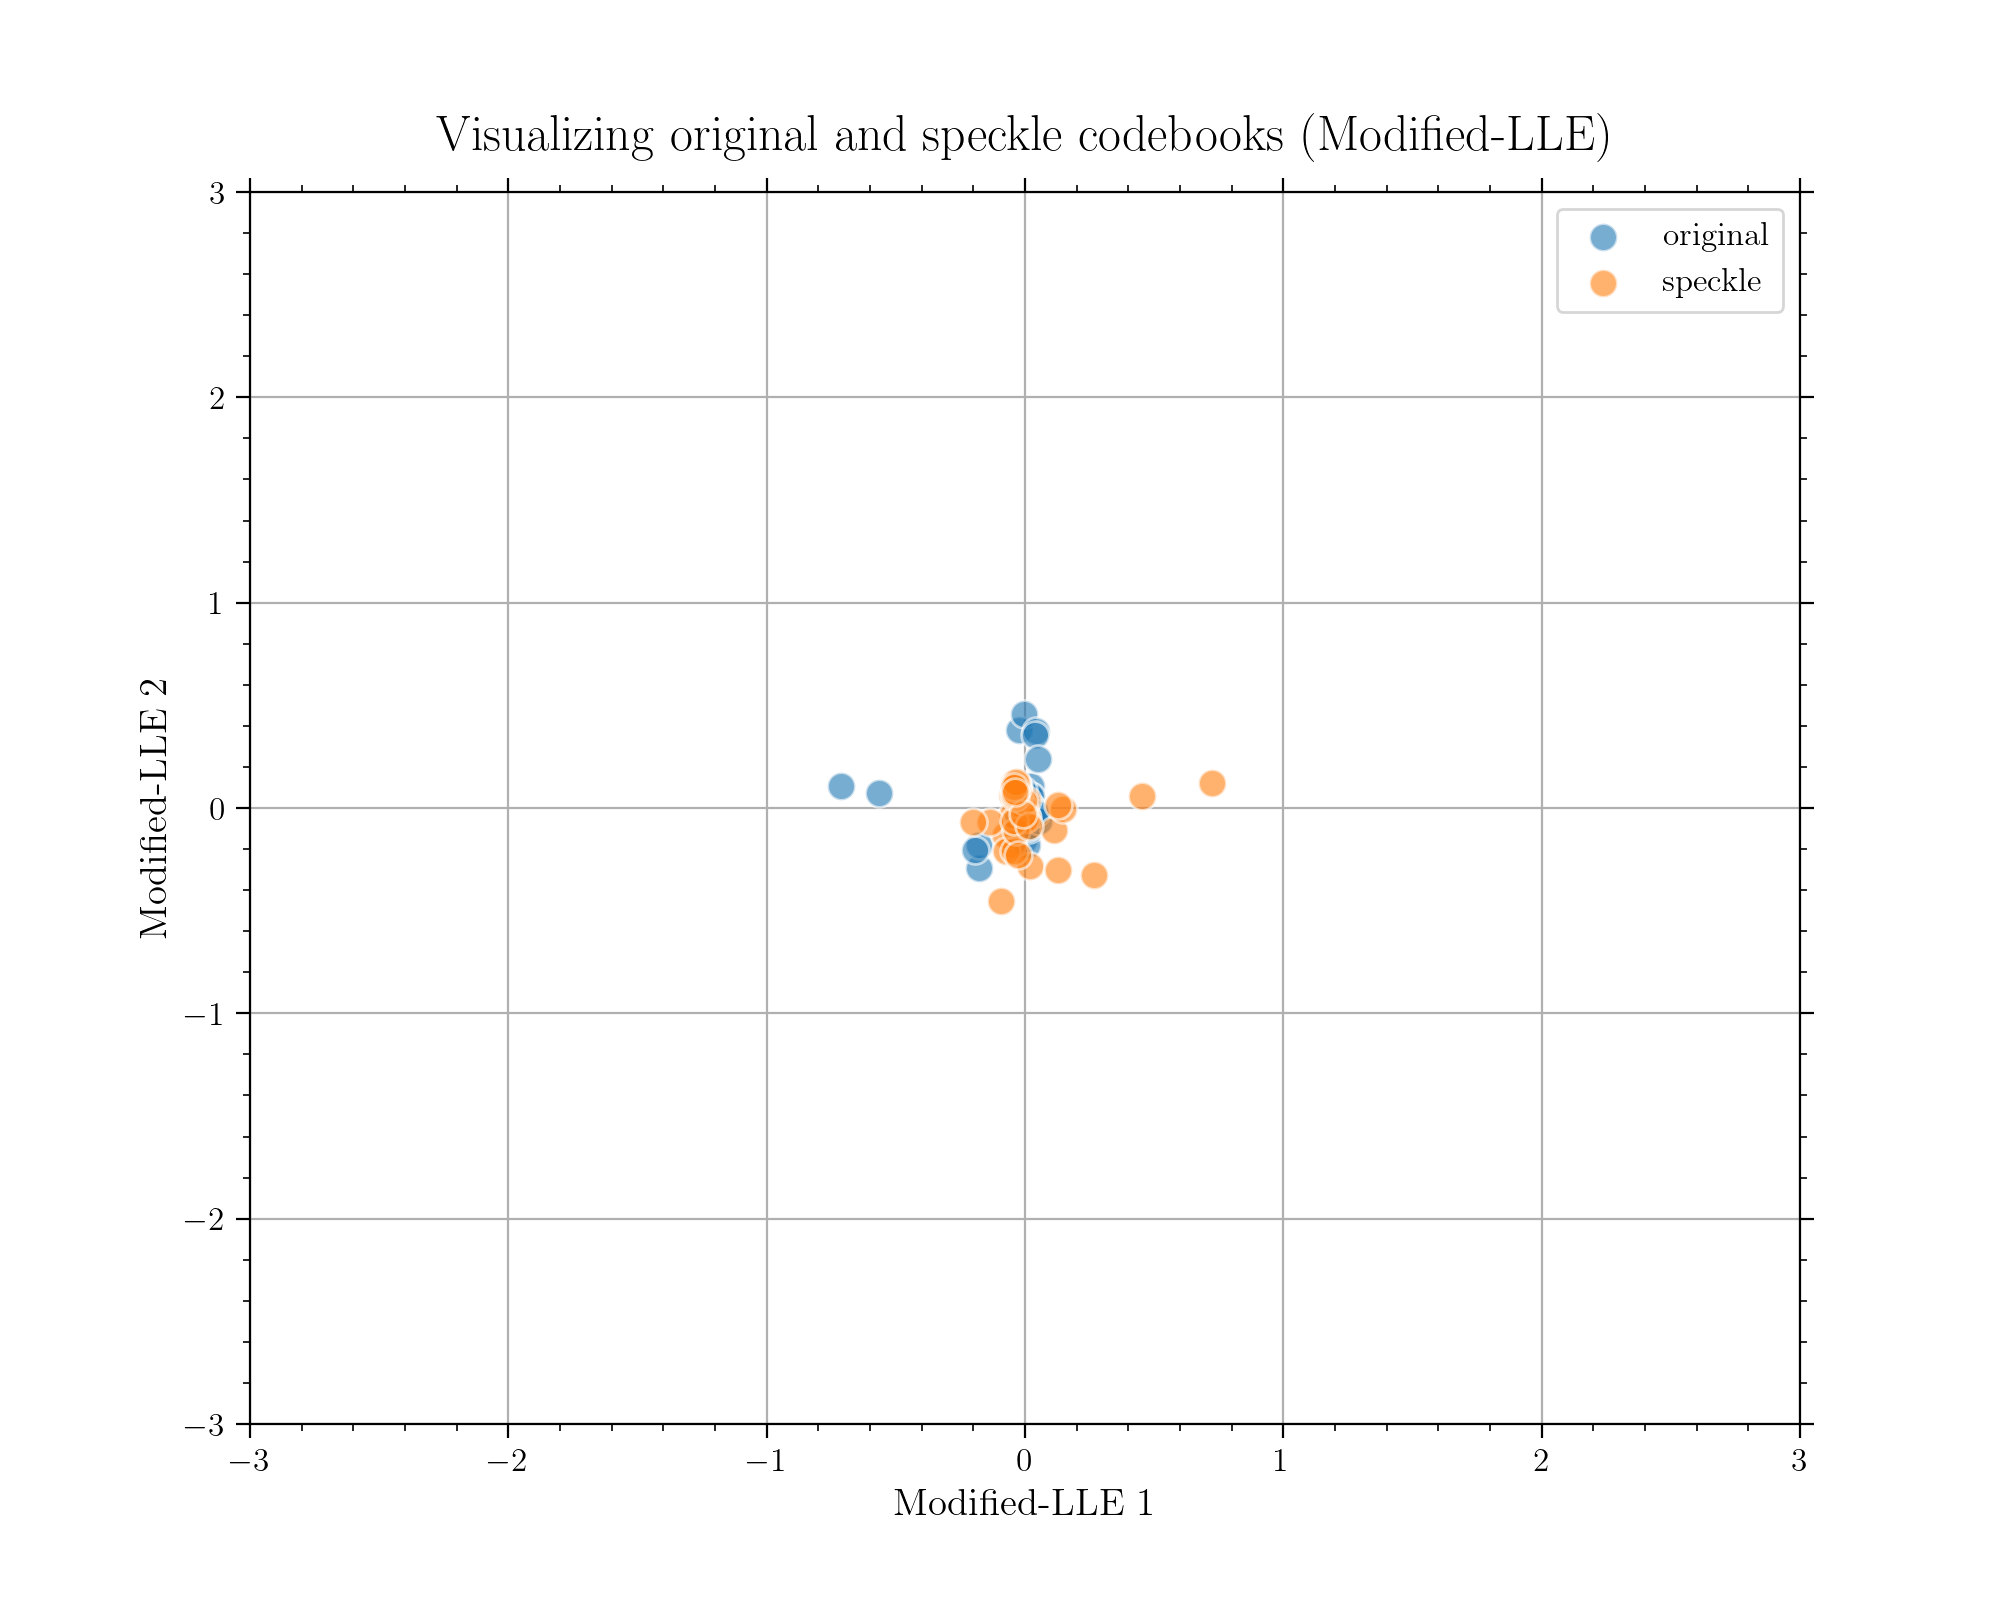 Visualizing original and speckle codebooks (Modified-LLE)
original
speckle
3
2
1
0
−1
−2
−3
Modified-LLE 2
−3
−2
−1
0
1
2
3
Modified-LLE 1